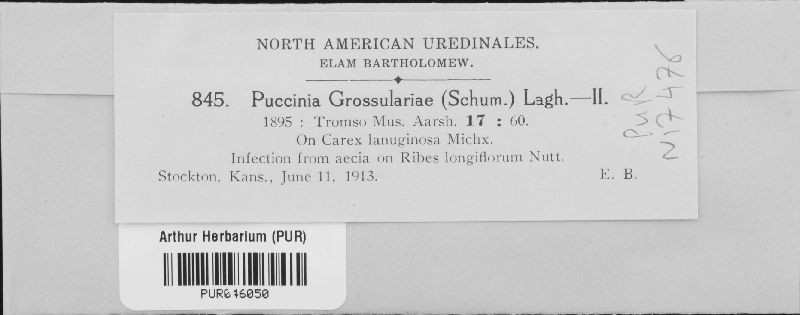 NORTH AMERICAN UREDINALES,
ELAM BARTHOLOMEW.
845. Puccinia Grossulariae (Schum.) Lagh.—II.
1895 : Tromso Mus. Aarsh. 17 : 60.
On Carex lanuginosa Michx.
Infection from aecia on Ribes longiflorum Nutt.
Stockton, Kans., June 11, 1913. E. B.
PUR
N17476
Arthur Herbarium (PUR)